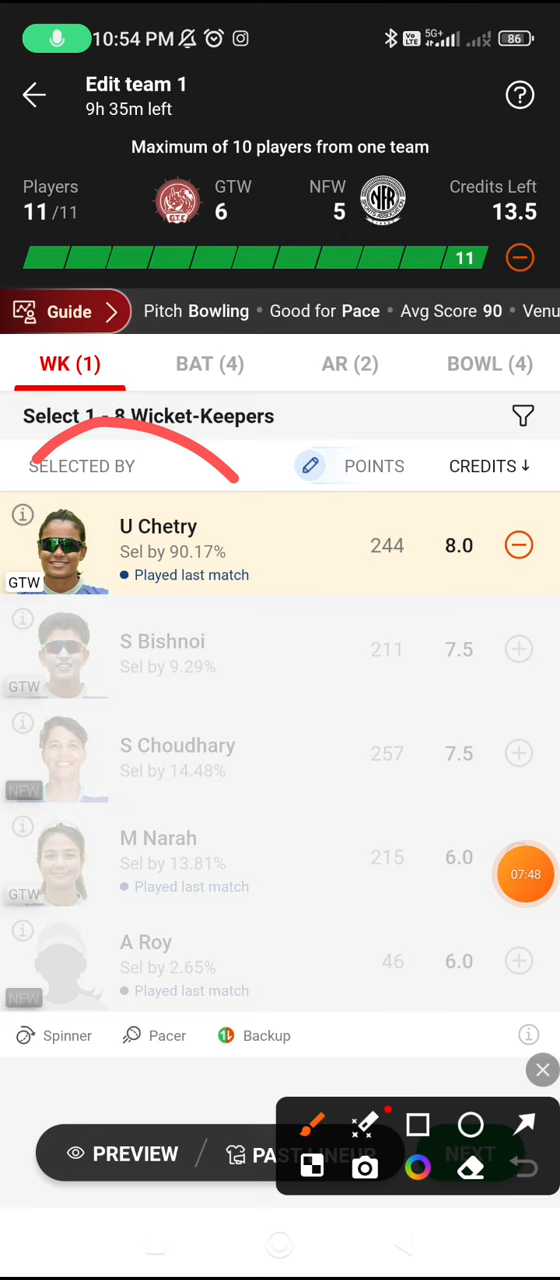 10:54 PM
Vo LTE 5G+ 86
Edit team 1
9h 35m left
Maximum of 10 players from one team
Players GTW NFW Credits Left
11/11 6 5 13.5
11
Guide Pitch Bowling • Good for Pace • Avg Score 90 • Venu
WK (1) BAT (4) AR (2) BOWL (4)
Select 1 - 8 Wicket-Keepers
SELECTED BY POINTS CREDITS↓
U Chetry
Sel by 90.17% 244 8.0
Played last match
GTW
S Bishnoi
Sel by 9.29% 211 7.5
GTW
S Choudhary
Sel by 14.48% 257 7.5
NFW
M Narah
Sel by 13.81% 215 6.0
Played last match
GTW
07:48
A Roy
Sel by 2.65% 46 6.0
Played last match
NFW
Spinner Pacer Backup
PREVIEW / PAST LINEUP NEXT